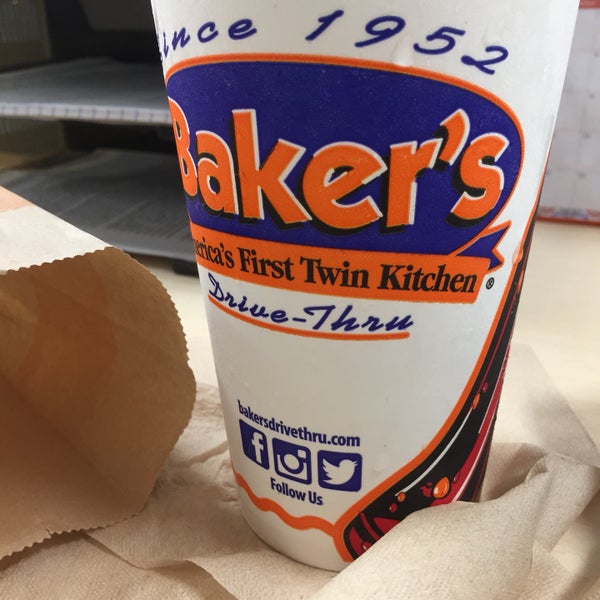 ince 1952
Baker's
erica's First Twin Kitchen ®
Drive-Thru
bakersdrivethru.com
Follow Us